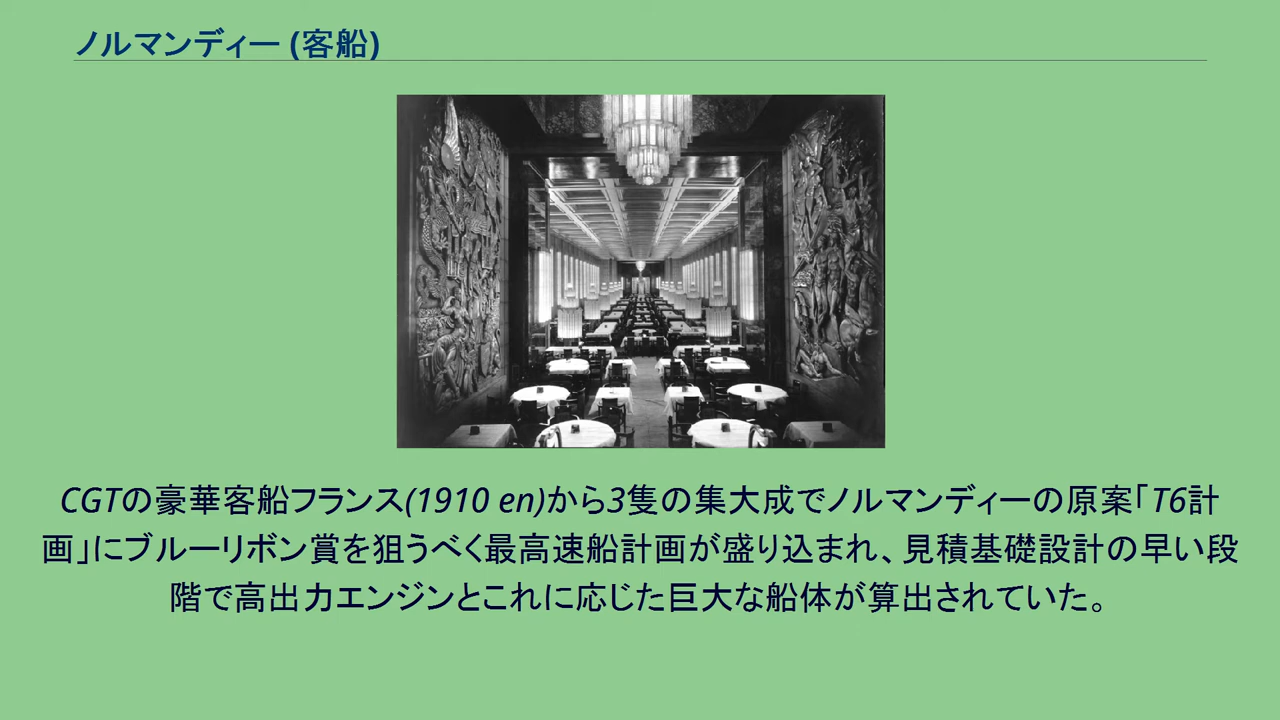 ノルマンディー (客船)
CGTの豪華客船フランス(1910 en)から3隻の集大成でノルマンディーの原案「T6計
画」にブルーリボン賞を狙うべく最高速船計画が盛り込まれ、見積基礎設計の早い段
階で高出力エンジンとこれに応じた巨大な船体が算出されていた。